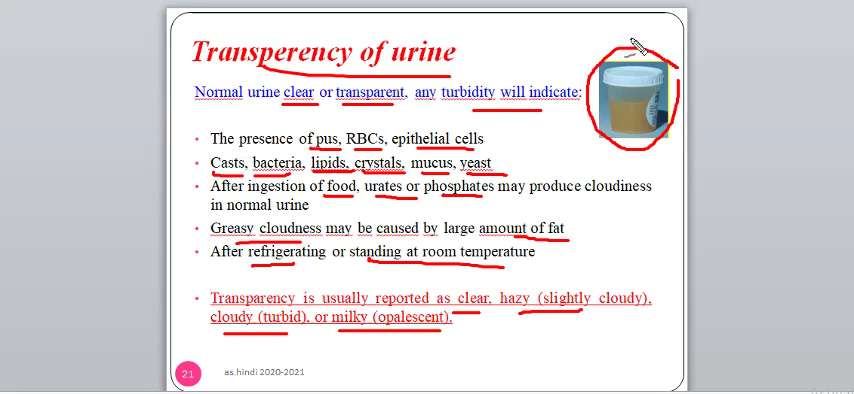 Transperency of urine
Normal urine clear or transparent, any turbidity will indicate:
• The presence of pus, RBCs, epithelial cells
• Casts, bacteria, lipids, crystals, mucus, yeast
• After ingestion of food, urates or phosphates may produce cloudiness
in normal urine
• Greasy cloudness may be caused by large amount of fat
• After refrigerating or standing at room temperature
• Transparency is usually reported as clear, hazy (slightly cloudy),
cloudy (turbid), or milky (opalescent).
21
as.hindi 2020-2021